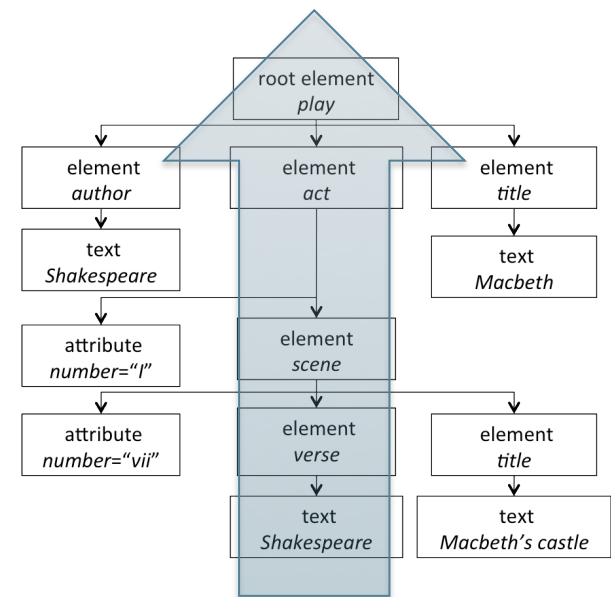 root element
play
element
author
element
act
element
title
text
Shakespeare
text
Macbeth
attribute
number=“I”
element
scene
attribute
number=“vii”
element
verse
element
title
text
Shakespeare
text
Macbeth’s castle